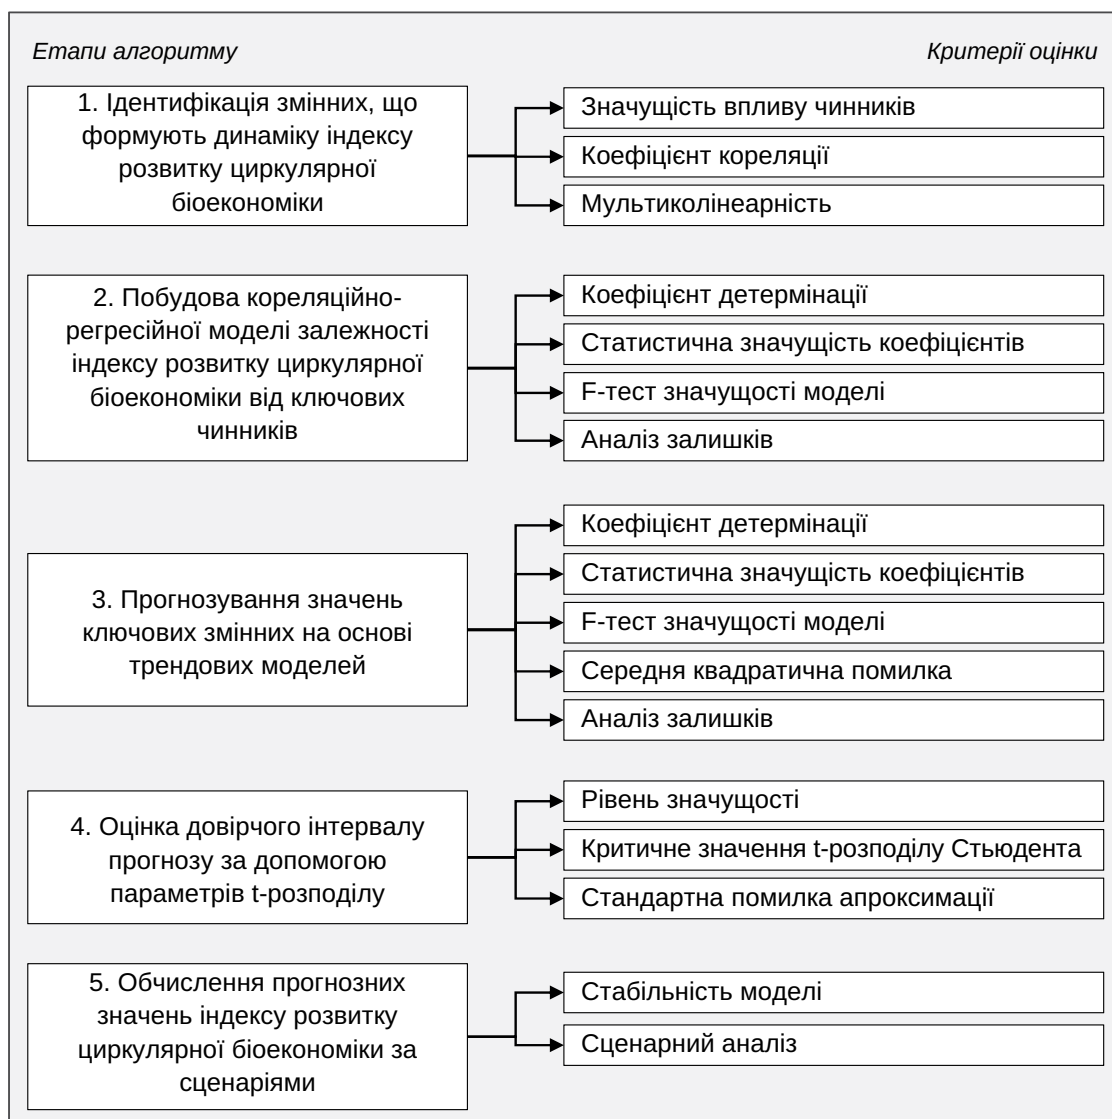 Етапи алгоритму
Критерії оцінки
1. Ідентифікація змінних, що
формують динаміку індексу
розвитку циркулярної
біоекономіки
Значущість впливу чинників
Коефіцієнт кореляції
Мультиколінеарність
2. Побудова кореляційно-
регресійної моделі залежності
індексу розвитку циркулярної
біоекономіки від ключових
чинників
Коефіцієнт детермінації
Статистична значущість коефіцієнтів
F-тест значущості моделі
Аналіз залишків
3. Прогнозування значень
ключових змінних на основі
трендових моделей
Коефіцієнт детермінації
Статистична значущість коефіцієнтів
F-тест значущості моделі
Середня квадратична помилка
Аналіз залишків
4. Оцінка довірчого інтервалу
прогнозу за допомогою
параметрів t-розподілу
Рівень значущості
Критичне значення t-розподілу Стьюдента
Стандартна помилка апроксимації
5. Обчислення прогнозних
значень індексу розвитку
циркулярної біоекономіки за
сценаріями
Стабільність моделі
Сценарний аналіз